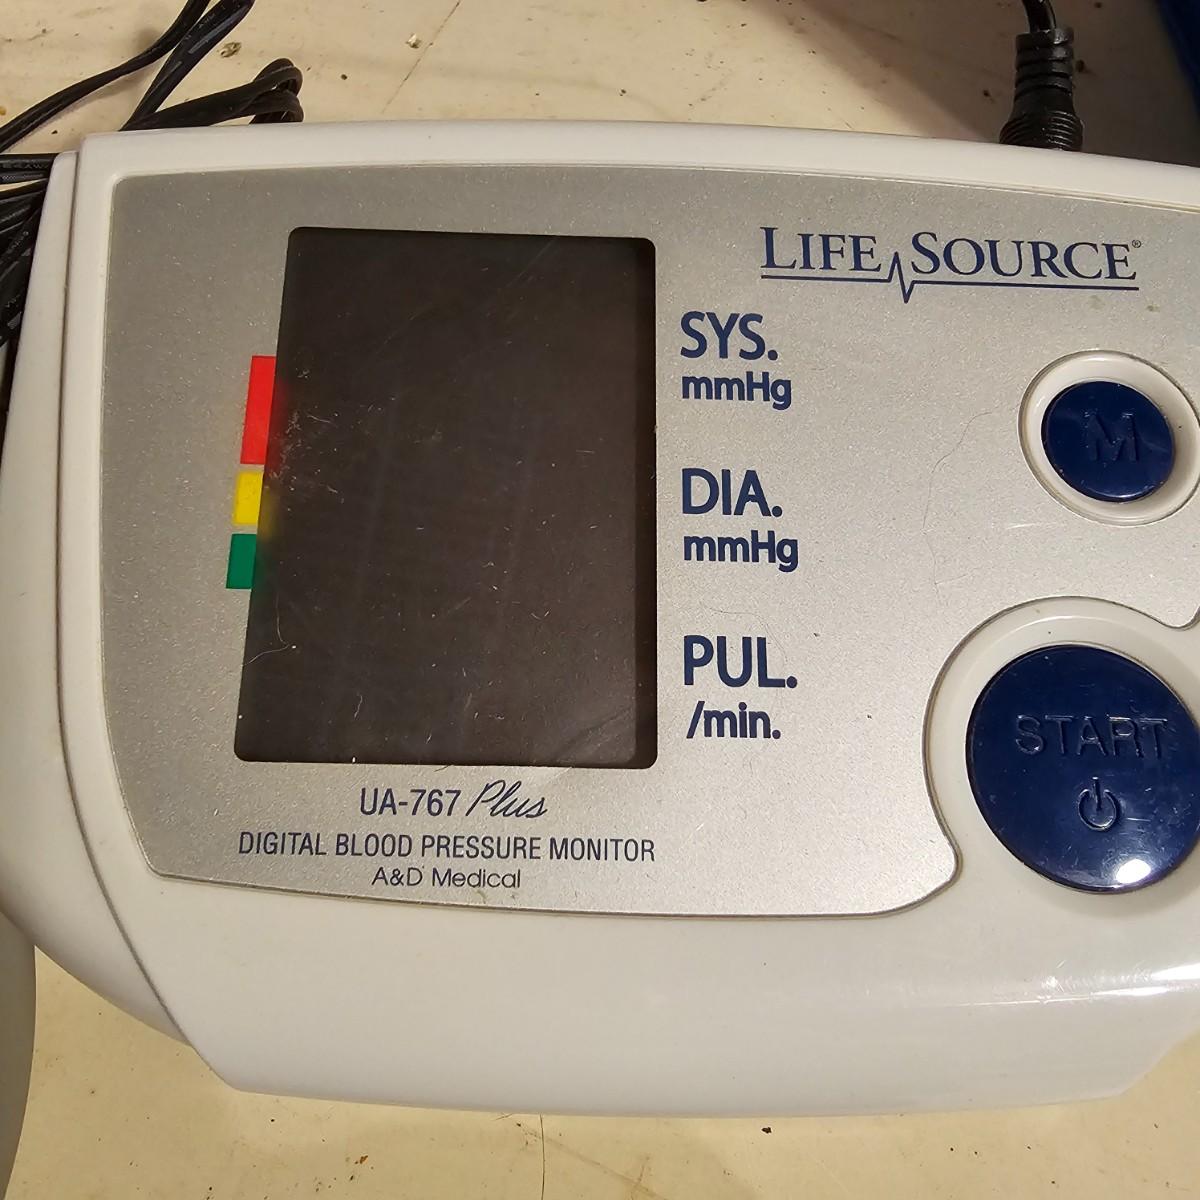 LIFE SOURCE®
SYS.
mmHg
M
DIA.
mmHg
PUL.
/min.
START
UA-767 Plus
DIGITAL BLOOD PRESSURE MONITOR
A&D Medical